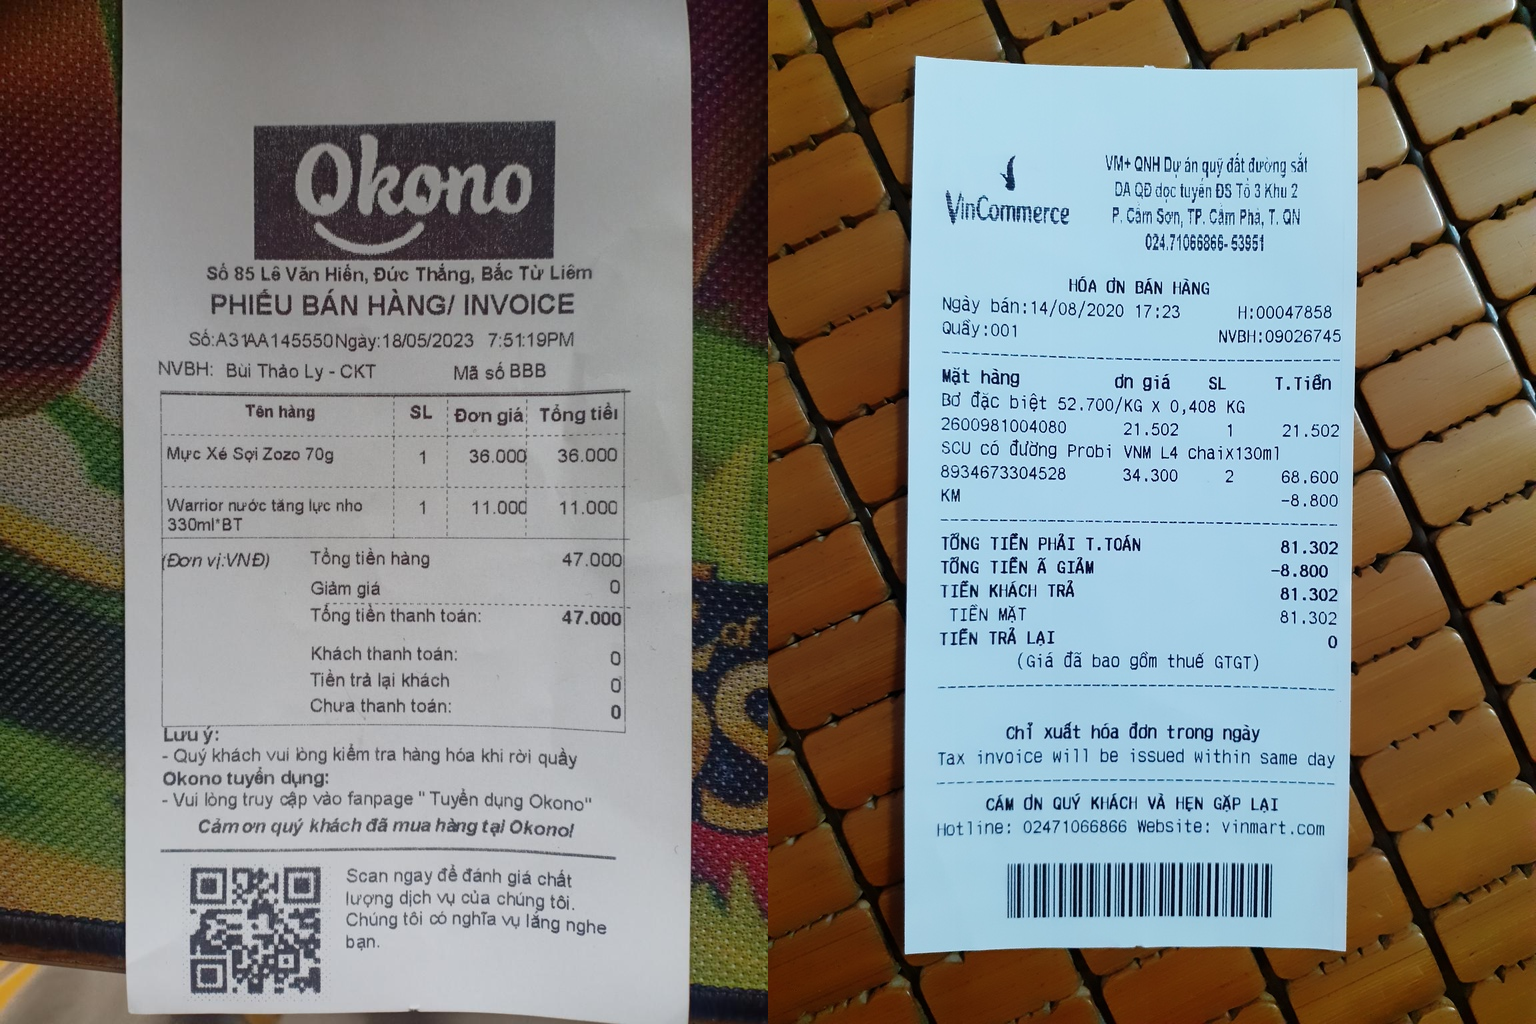 Okono
Số 85 Lê Văn Hiến, Đức Thắng, Bắc Từ Liêm
PHIẾU BÁN HÀNG/ INVOICE
Số:A31AA145550Ngày:18/05/2023 7:51:19PM
NVBH: Bùi Thảo Ly - CKT Mã số BBB
Tên hàng SL Đơn giá Tổng tiề
Mực Xé Sợi Zozo 70g 1 36.000 36.000
Warrior nước tăng lực nho 1 11.000 11.000
330ml*BT
(Đơn vị:VNĐ) Tổng tiền hàng 47.000
Giảm giá 0
Tổng tiền thanh toán: 47.000
Khách thanh toán: 0
Tiền trả lại khách 0
Chưa thanh toán: 0
Lưu ý:
- Quý khách vui lòng kiểm tra hàng hóa khi rời quầy
Okono tuyển dụng:
- Vui lòng truy cập vào fanpage " Tuyển dụng Okono"
Cảm ơn quý khách đã mua hàng tại Okono!
Scan ngay để đánh giá chất
lượng dịch vụ của chúng tôi.
Chúng tôi có nghĩa vụ lắng nghe
bạn.
VinCommerce
VM+ QNH Dự án quỹ đất đường sắt
DA QĐ dọc tuyến ĐS Tổ 3 Khu 2
P. Cẩm Sơn, TP. Cẩm Phả, T. QN
024.71066866- 53951
HÓA ƠN BÁN HÀNG
Ngày bán:14/08/2020 17:23 H:00047858
Quầy:001 NVBH:09026745
Mặt hàng ơn giá SL T.Tiền
Bơ đặc biệt 52.700/KG X 0,408 KG
2600981004080 21.502 1 21.502
SCU có đường Probi VNM L4 chaix130ml
8934673304528 34.300 2 68.600
KM -8.800
TỔNG TIỀN PHẢI T.TOÁN 81.302
TỔNG TIỀN Ã GIẢM -8.800
TIỀN KHÁCH TRẢ 81.302
TIỀN MẶT 81.302
TIỀN TRẢ LẠI 0
(Giá đã bao gồm thuế GTGT)
Chỉ xuất hóa đơn trong ngày
Tax invoice will be issued within same day
CẢM ƠN QUÝ KHÁCH VÀ HẸN GẶP LẠI
Hotline: 02471066866 Website: vinmart.com